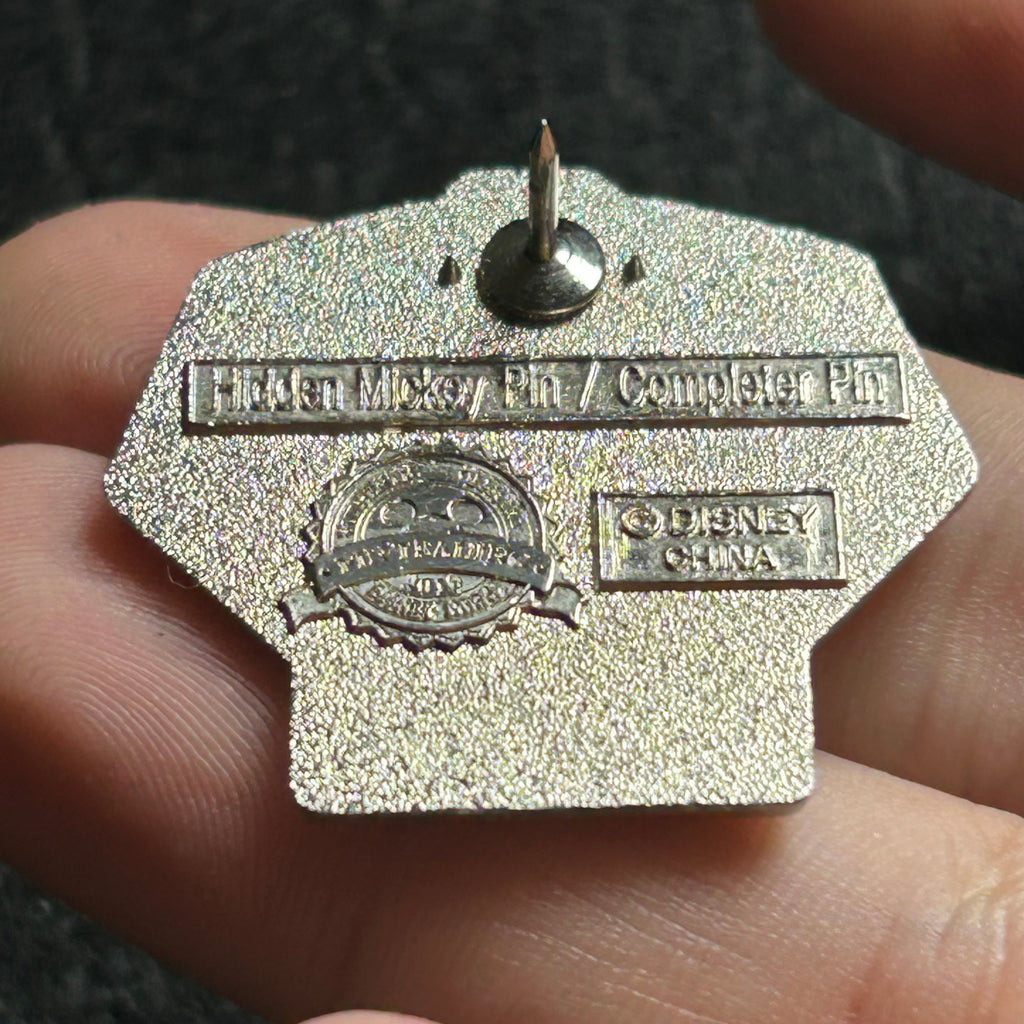 Hidden Mickey Pin / Completer Pin
PIN TRADING
© DISNEY
CHINA